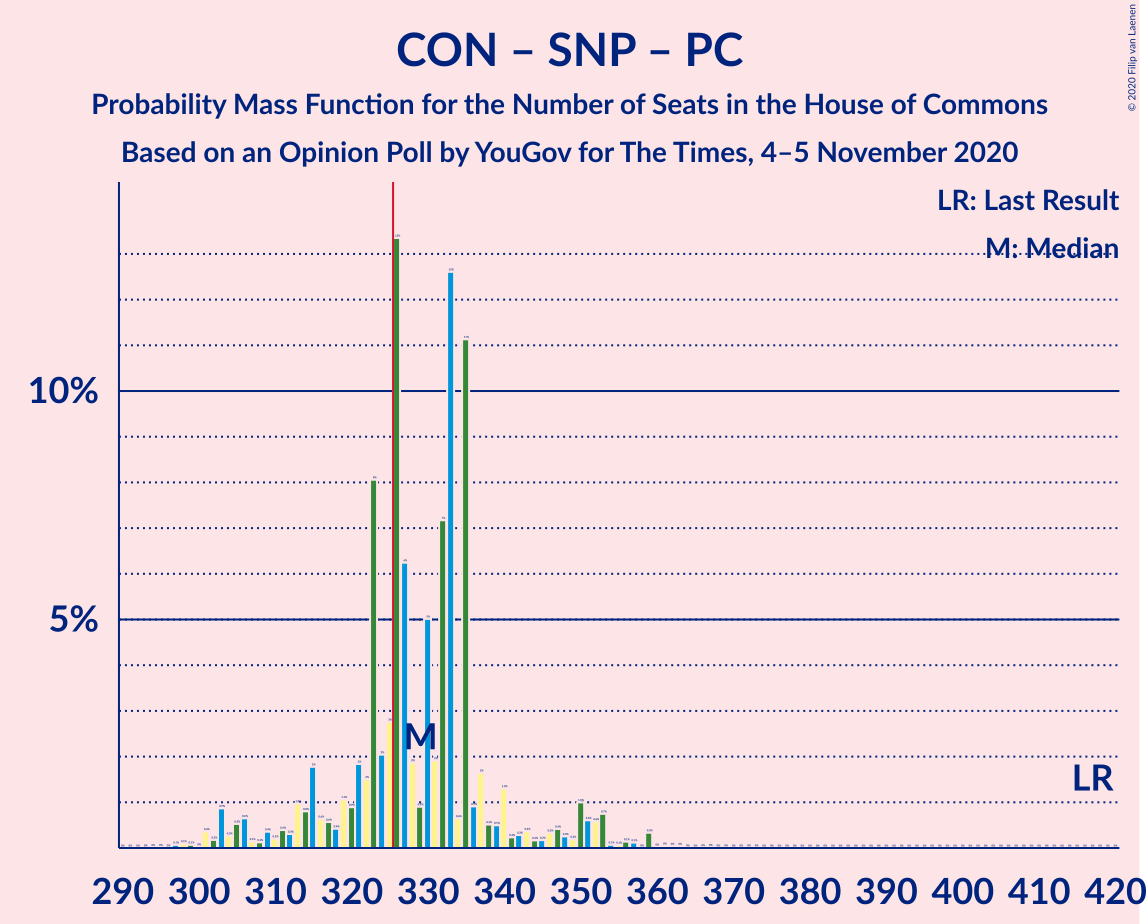 CON – SNP – PC
Probability Mass Function for the Number of Seats in the House of Commons
Based on an Opinion Poll by YouGov for The Times, 4–5 November 2020
© 2020 Filip van Laenen
LR: Last Result
M: Median
10%
5%
M
LR
290 300 310 320 330 340 350 360 370 380 390 400 410 420